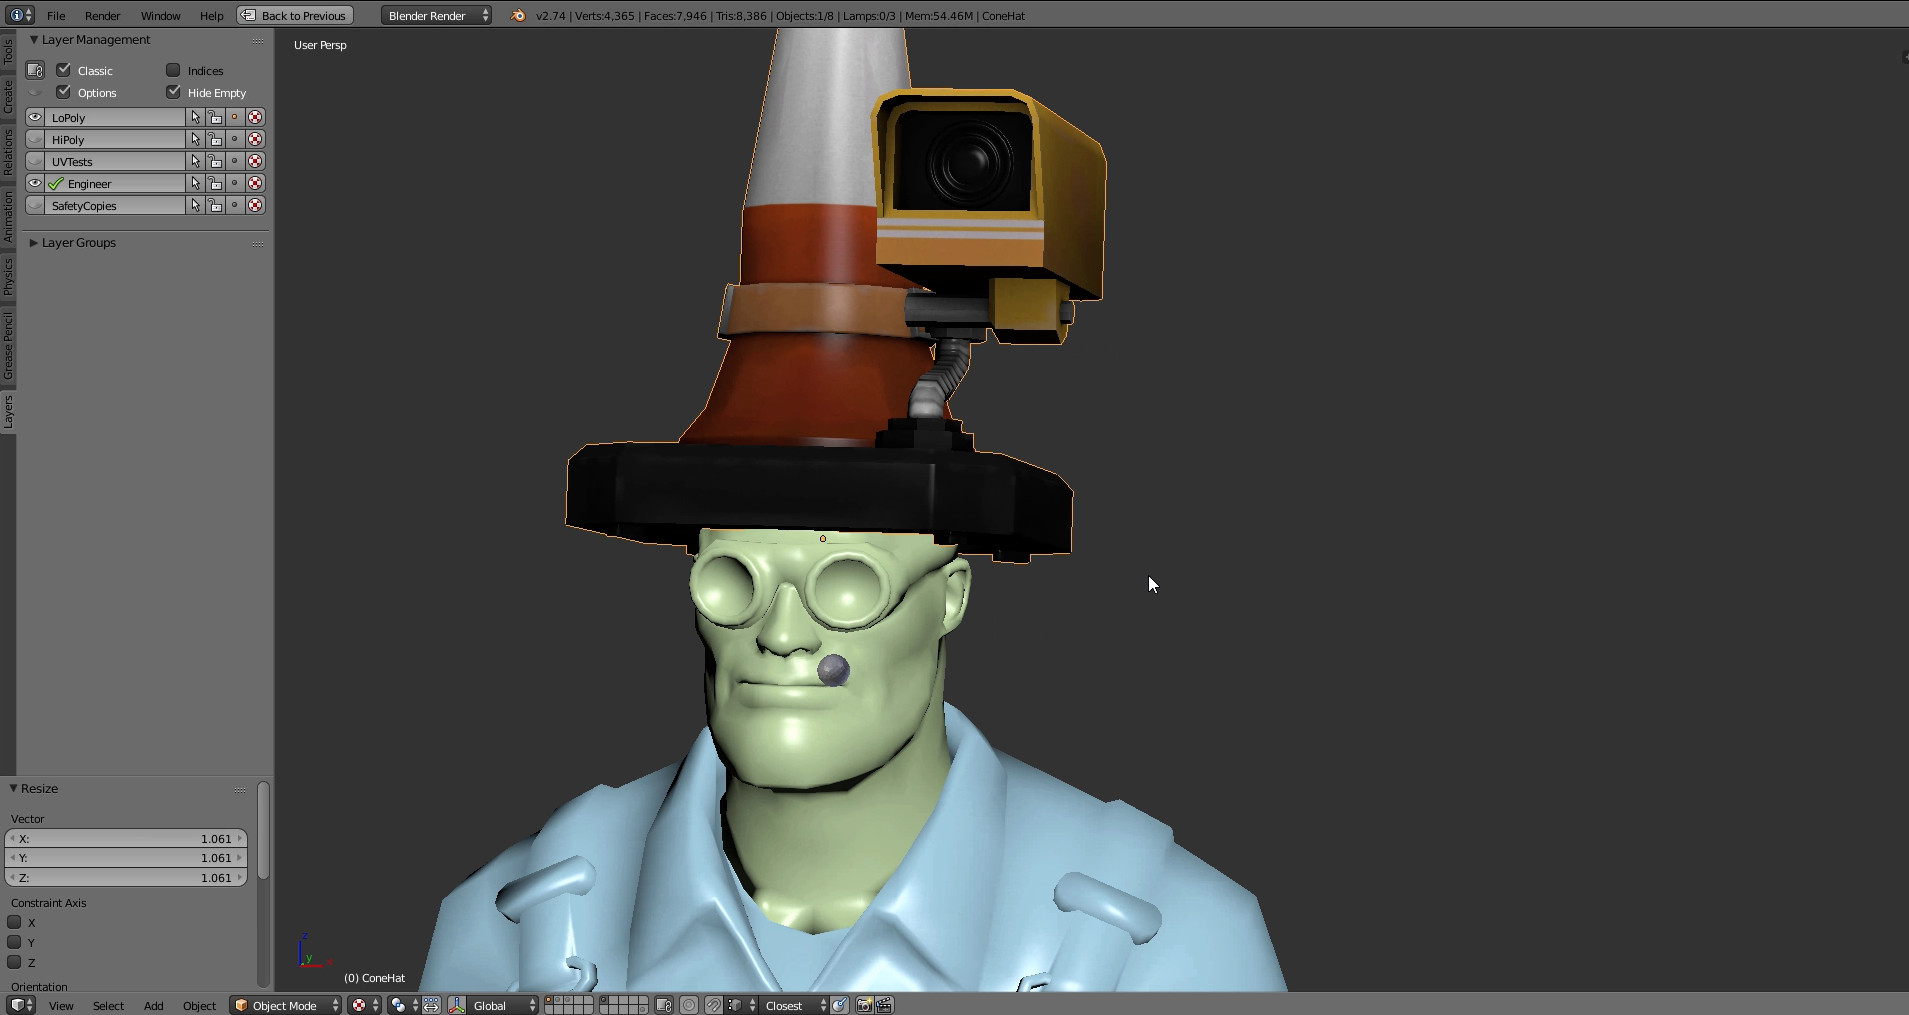 File Render Window Help Back to Previous Blender Render v2.74 | Verts:4,365 | Faces:7,946 | Tris:8,386 | Objects:1/8 | Lamps:0/3 | Mem:54.46M | ConeHat
Tools
Create
Relations
Animation
Physics
Grease Pencil
Layers
Layer Management
Classic Indices
Options Hide Empty
LoPoly
HiPoly
UVTests
Engineer
SafetyCopies
Layer Groups
User Persp
Resize
Vector
X: 1.061
Y: 1.061
Z: 1.061
Constraint Axis
X
Y
Z
Orientation
z
y
x
(0) ConeHat
View Select Add Object Object Mode Global Closest